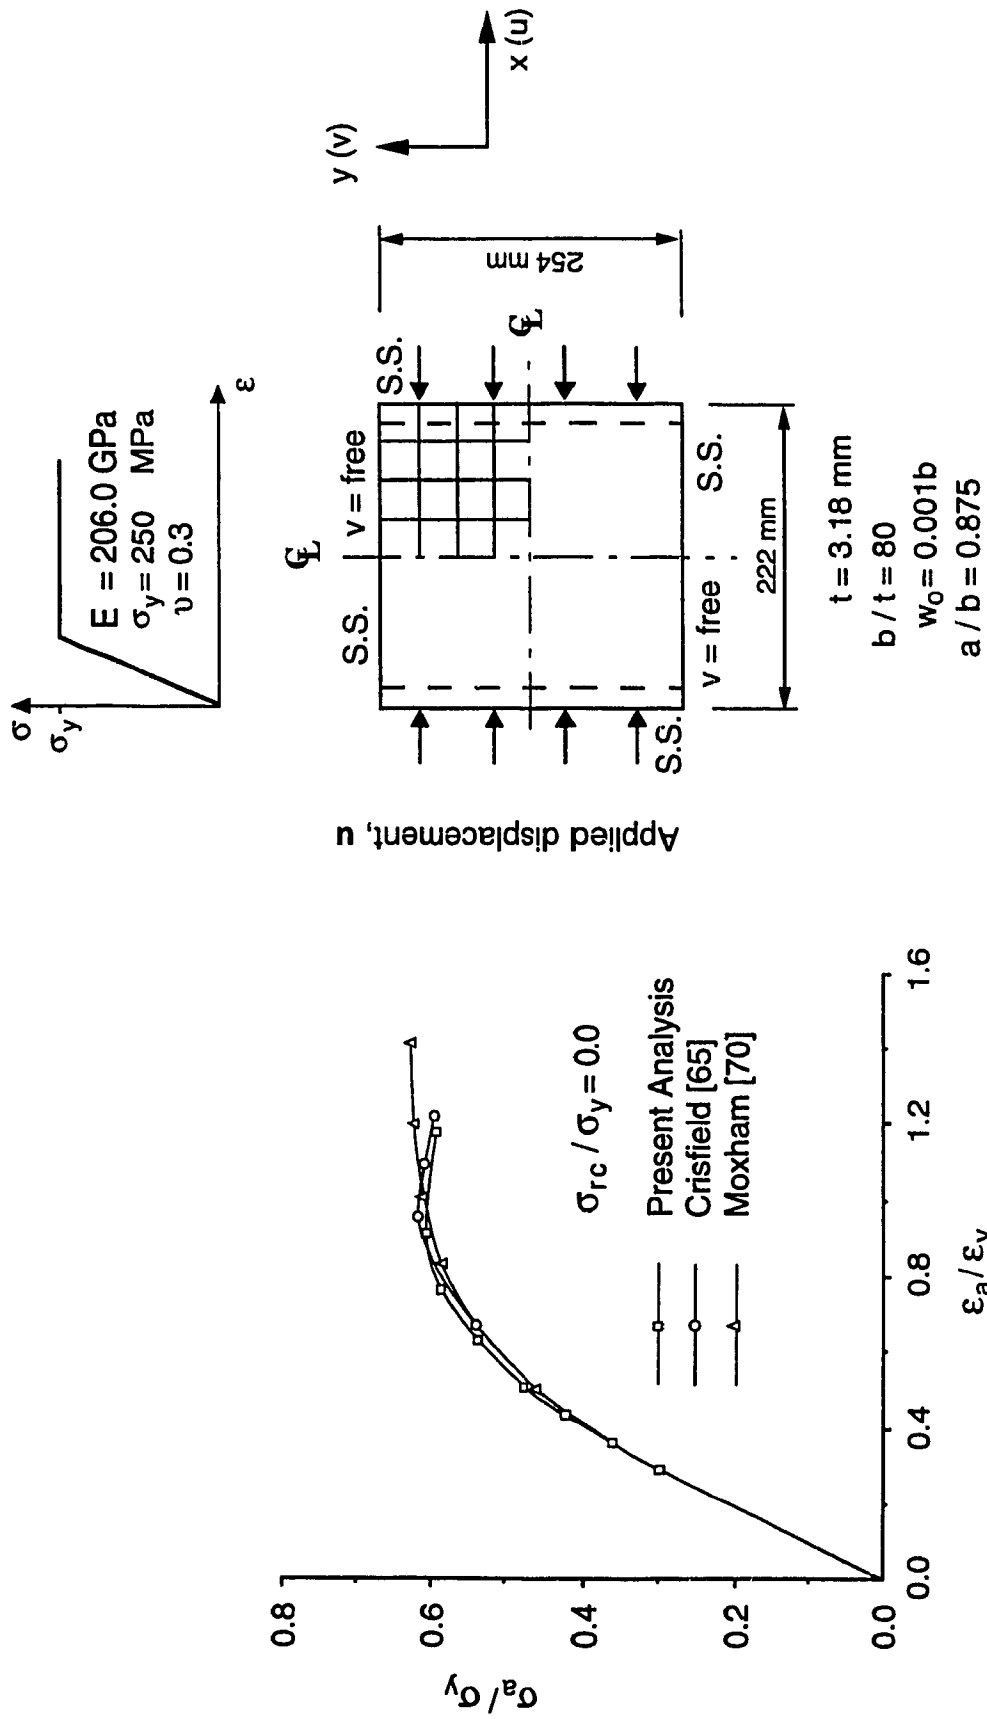 σa/σy
0.8
0.6
0.4
0.2
0.0
0.0
0.4
0.8
1.2
1.6
εa/εy
σrc/σy=0.0
Present Analysis
Crisfield [65]
Moxham [70]
Applied displacement, u
σ
σy
ε
E = 206.0 GPa
σy=250 MPa
υ=0.3
S.S.
℄
v = free
S.S.
℄
S.S.
v = free
S.S.
254 mm
222 mm
t = 3.18 mm
b / t = 80
w0= 0.001b
a / b = 0.875
y (v)
x (u)